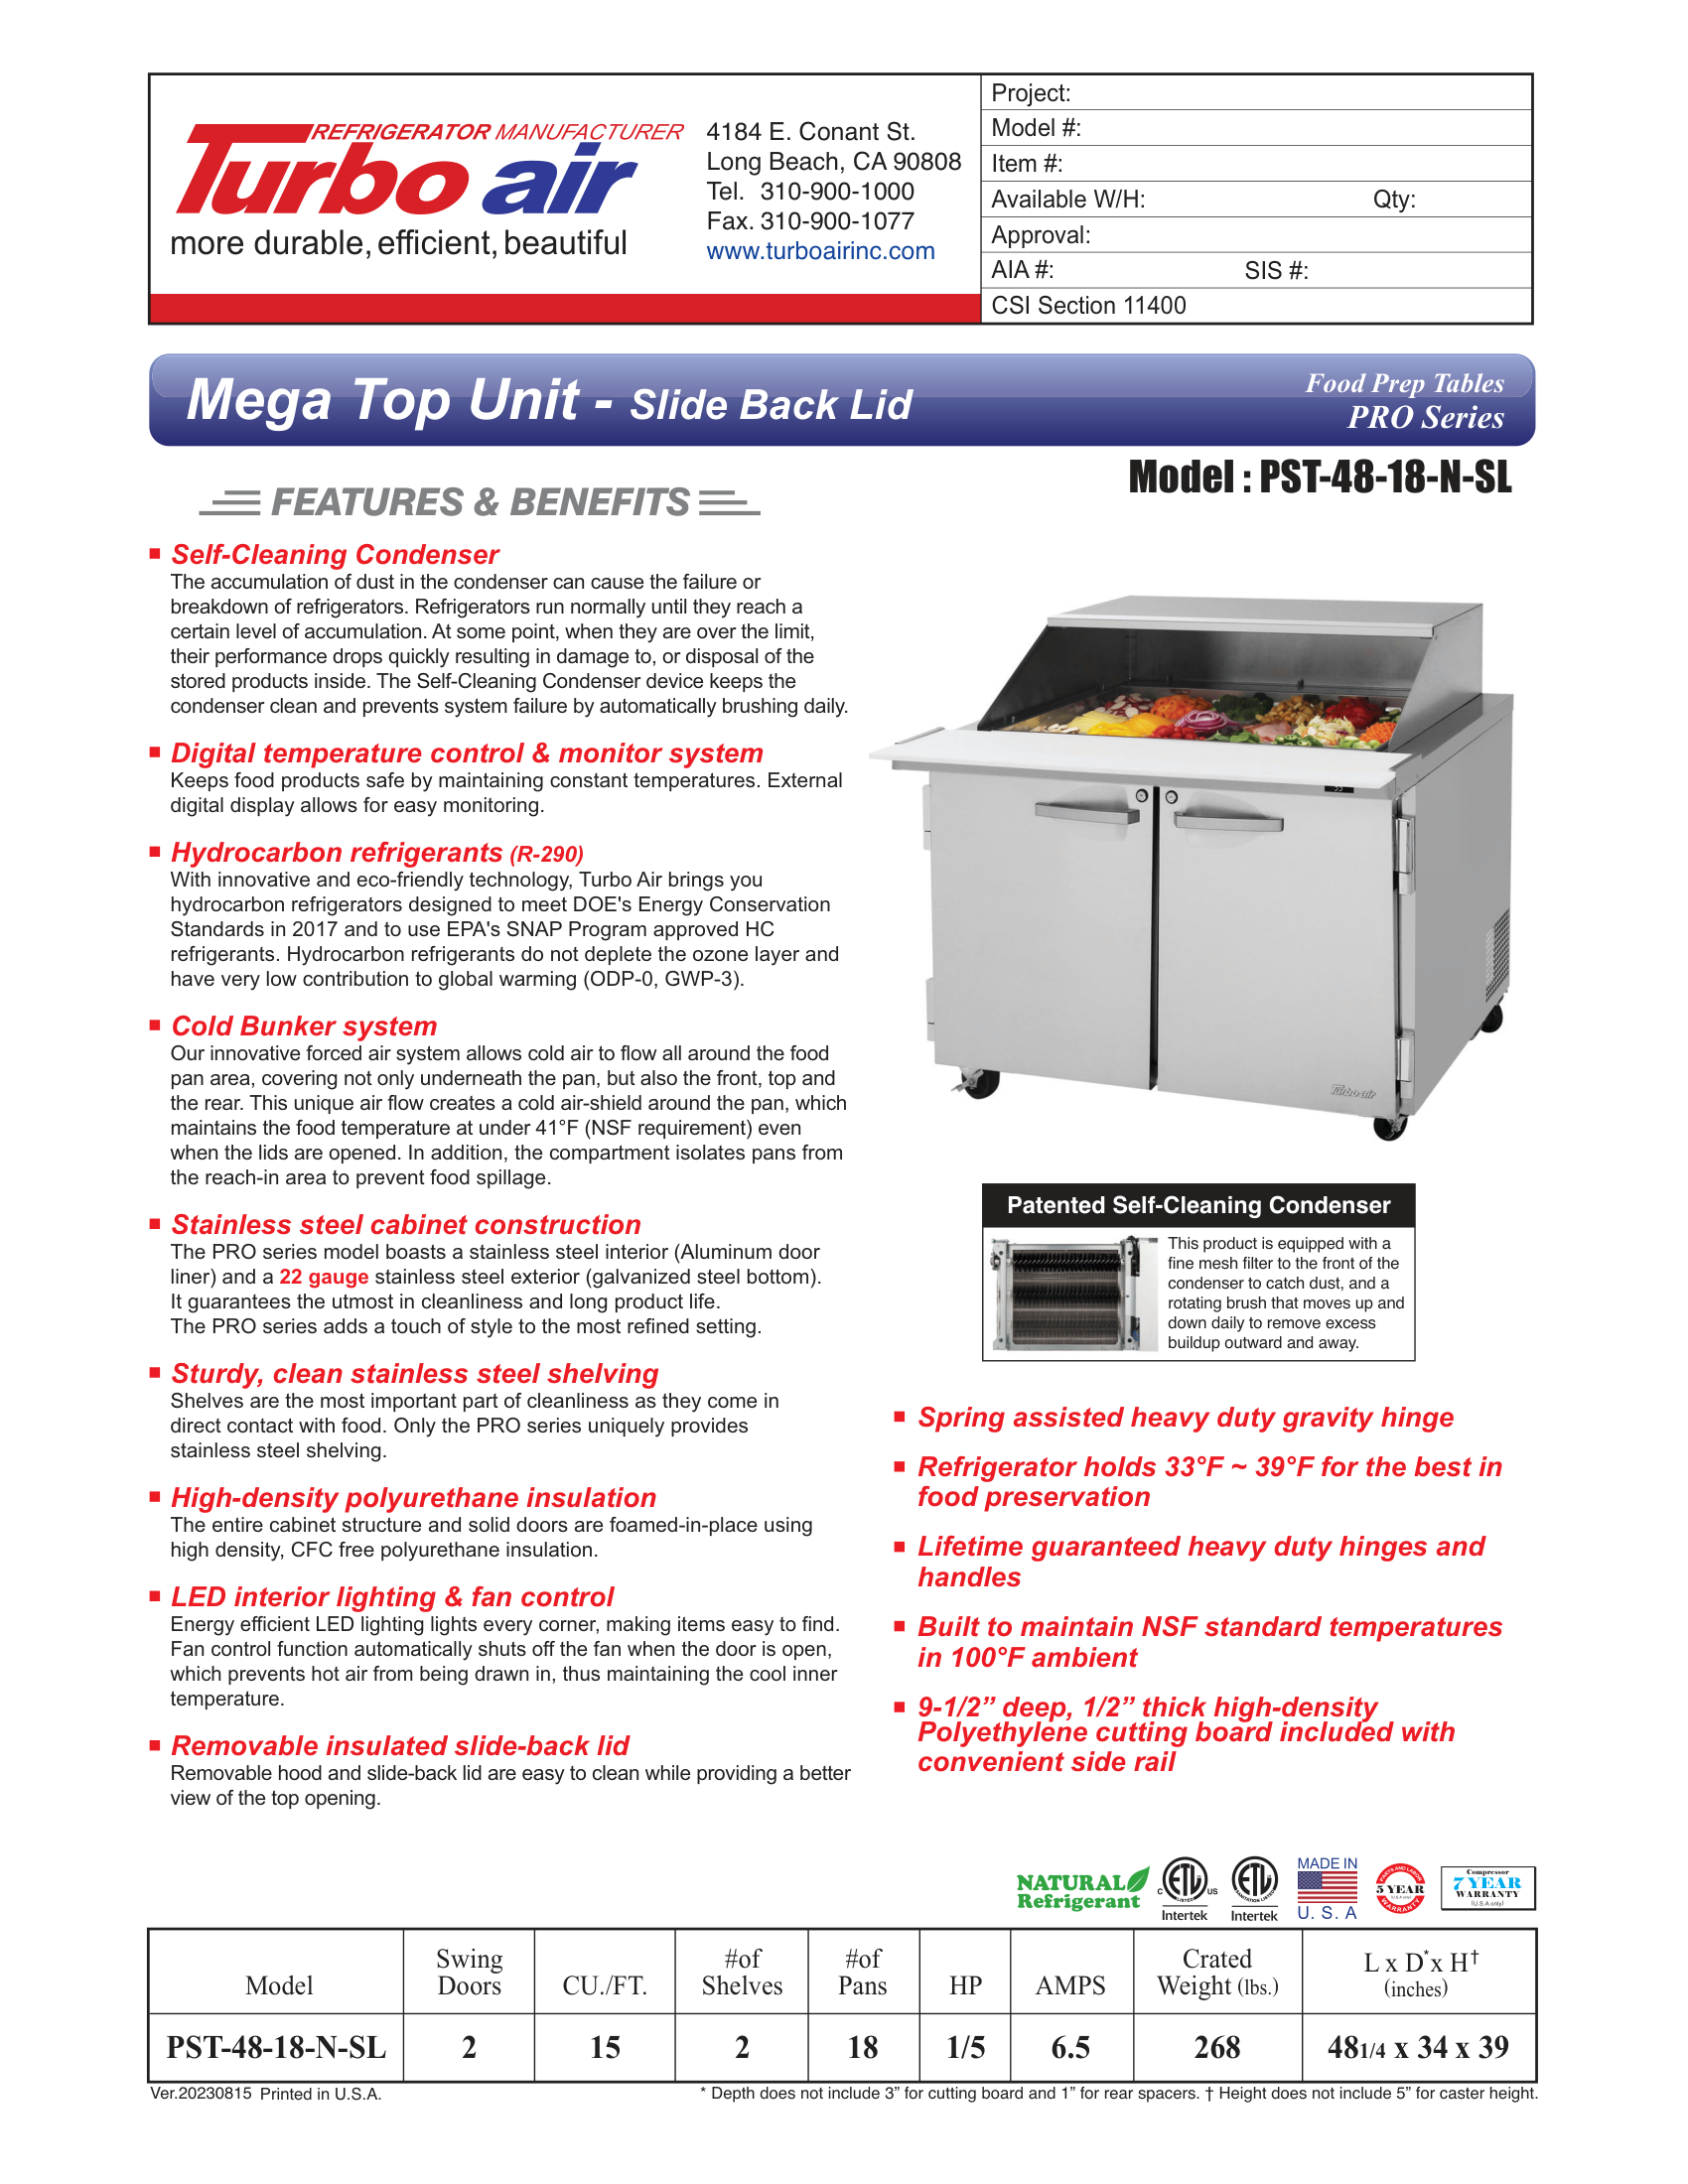 REFRIGERATOR MANUFACTURER
Turbo air
more durable, efficient, beautiful
4184 E. Conant St.
Long Beach, CA 90808
Tel. 310-900-1000
Fax. 310-900-1077
www.turboairinc.com
Project:
Model #:
Item #:
Available W/H: Qty:
Approval:
AIA #: SIS #:
CSI Section 11400
Mega Top Unit - Slide Back Lid
Food Prep Tables
PRO Series
Model : PST-48-18-N-SL
FEATURES & BENEFITS
Self-Cleaning Condenser
The accumulation of dust in the condenser can cause the failure or
breakdown of refrigerators. Refrigerators run normally until they reach a
certain level of accumulation. At some point, when they are over the limit,
their performance drops quickly resulting in damage to, or disposal of the
stored products inside. The Self-Cleaning Condenser device keeps the
condenser clean and prevents system failure by automatically brushing daily.
Digital temperature control & monitor system
Keeps food products safe by maintaining constant temperatures. External
digital display allows for easy monitoring.
Hydrocarbon refrigerants (R-290)
With innovative and eco-friendly technology, Turbo Air brings you
hydrocarbon refrigerators designed to meet DOE's Energy Conservation
Standards in 2017 and to use EPA's SNAP Program approved HC
refrigerants. Hydrocarbon refrigerants do not deplete the ozone layer and
have very low contribution to global warming (ODP-0, GWP-3).
Cold Bunker system
Our innovative forced air system allows cold air to flow all around the food
pan area, covering not only underneath the pan, but also the front, top and
the rear. This unique air flow creates a cold air-shield around the pan, which
maintains the food temperature at under 41°F (NSF requirement) even
when the lids are opened. In addition, the compartment isolates pans from
the reach-in area to prevent food spillage.
Stainless steel cabinet construction
The PRO series model boasts a stainless steel interior (Aluminum door
liner) and a 22 gauge stainless steel exterior (galvanized steel bottom).
It guarantees the utmost in cleanliness and long product life.
The PRO series adds a touch of style to the most refined setting.
Sturdy, clean stainless steel shelving
Shelves are the most important part of cleanliness as they come in
direct contact with food. Only the PRO series uniquely provides
stainless steel shelving.
High-density polyurethane insulation
The entire cabinet structure and solid doors are foamed-in-place using
high density, CFC free polyurethane insulation.
LED interior lighting & fan control
Energy efficient LED lighting lights every corner, making items easy to find.
Fan control function automatically shuts off the fan when the door is open,
which prevents hot air from being drawn in, thus maintaining the cool inner
temperature.
Removable insulated slide-back lid
Removable hood and slide-back lid are easy to clean while providing a better
view of the top opening.
Turbo air
Patented Self-Cleaning Condenser
This product is equipped with a
fine mesh filter to the front of the
condenser to catch dust, and a
rotating brush that moves up and
down daily to remove excess
buildup outward and away.
Spring assisted heavy duty gravity hinge
Refrigerator holds 33°F ~ 39°F for the best in
food preservation
Lifetime guaranteed heavy duty hinges and
handles
Built to maintain NSF standard temperatures
in 100°F ambient
9-1/2” deep, 1/2” thick high-density
Polyethylene cutting board included with
convenient side rail
NATURAL
Refrigerant
C ETL US
LISTED
Intertek
ETL
SANITATION LISTED
Intertek
MADE IN
U. S. A
PARTS AND LABOR
5 YEAR
(U.S.A only)
WARRANTY
Compressor
7 YEAR
WARRANTY
(U.S.A only)
Model Swing Doors CU./FT. #of Shelves #of Pans HP AMPS Crated Weight (lbs.) L x D* x H† (inches)
PST-48-18-N-SL 2 15 2 18 1/5 6.5 268 481/4 x 34 x 39
Ver.20230815 Printed in U.S.A.
* Depth does not include 3” for cutting board and 1” for rear spacers. † Height does not include 5” for caster height.